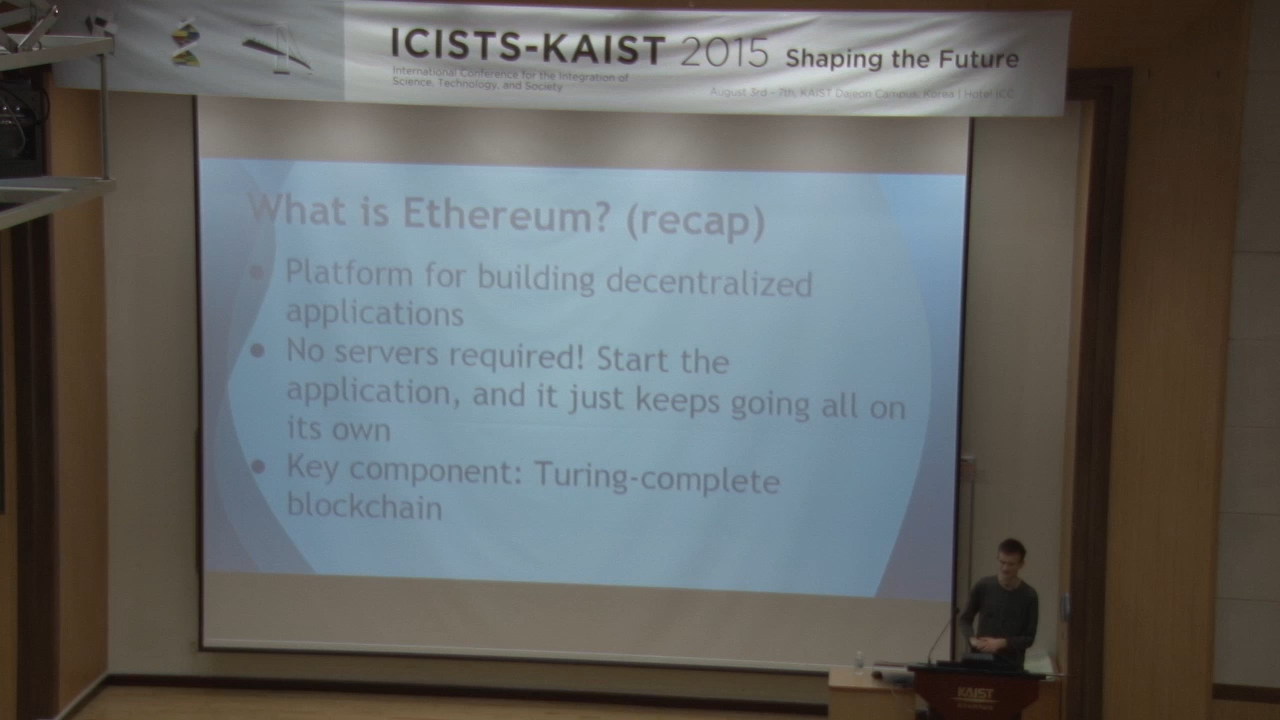 ICISTS-KAIST 2015 Shaping the Future
International Conference for the Integration of
Science, Technology, and Society
August 3rd - 7th, KAIST Dajeon Campus, Korea | Hotel ICC
What is Ethereum? (recap)
• Platform for building decentralized
applications
• No servers required! Start the
application, and it just keeps going all on
its own
• Key component: Turing-complete
blockchain
KAIST